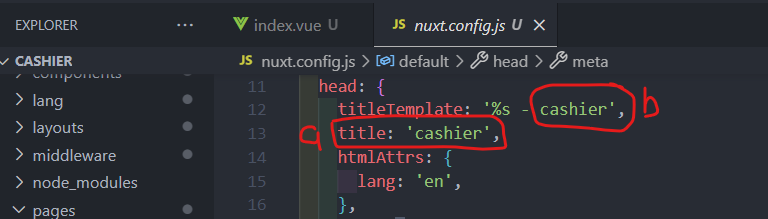 EXPLORER
index.vue U
JS nuxt.config.js U
CASHIER
JS nuxt.config.js > default > head > meta
components
lang
layouts
middleware
node_modules
pages
11 head: {
12 titleTemplate: '%s - cashier',
13 title: 'cashier',
14 htmlAttrs: {
15 lang: 'en',
16 },
a
b